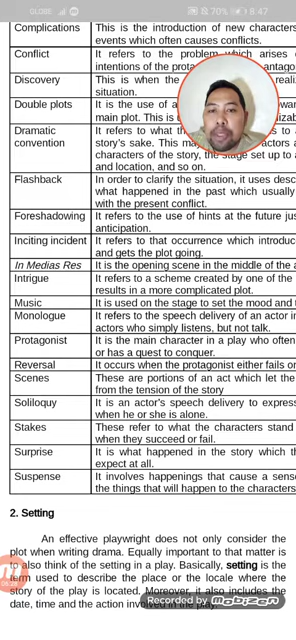 GLOSE 70% 8:47
Complications This is the introduction of new characters
events which often causes conflicts.
Conflict It refers to the problem which arises
intentions of the prota antago
Discovery This is when the reali
situation.
Double plots It is the use of a
main plot. This is
Dramatic It refers to what th s to a
convention story's sake. This may actors a
characters of the story, the stage set up to a
and location, and so on.
Flashback In order to clarify the situation, it uses desc
what happened in the past which usually
with the present conflict.
Foreshadowing It refers to the use of hints at the future jus
anticipation.
Inciting incident It refers to that occurrence which introduc
and gets the plot going.
In Medias Res It is the opening scene in the middle of the a
Intrigue It refers to a scheme created by one of the
results in a more complicated plot.
Music It is used on the stage to set the mood and t
Monologue It refers to the speech delivery of an actor in
actors who simply listens, but not talk.
Protagonist It is the main character in a play who often
or has a quest to conquer.
Reversal It occurs when the protagonist either fails or
Scenes These are portions of an act which let the
from the tension of the story
Soliloquy It is an actor's speech delivery to express
when he or she is alone.
Stakes These refer to what the characters stand
when they succeed or fail.
Surprise It is what happened in the story which th
expect at all.
Suspense It involves happenings that cause a sense
the things that will happen to the characters
2. Setting
An effective playwright does not only consider the
plot when writing drama. Equally important to that matter is
to also think of the setting in a play. Basically, setting is the
term used to describe the place or the locale where the
story of the play is located. Moreover, it also includes the
date, time and the action involved in the play.
Recorded by mobizen